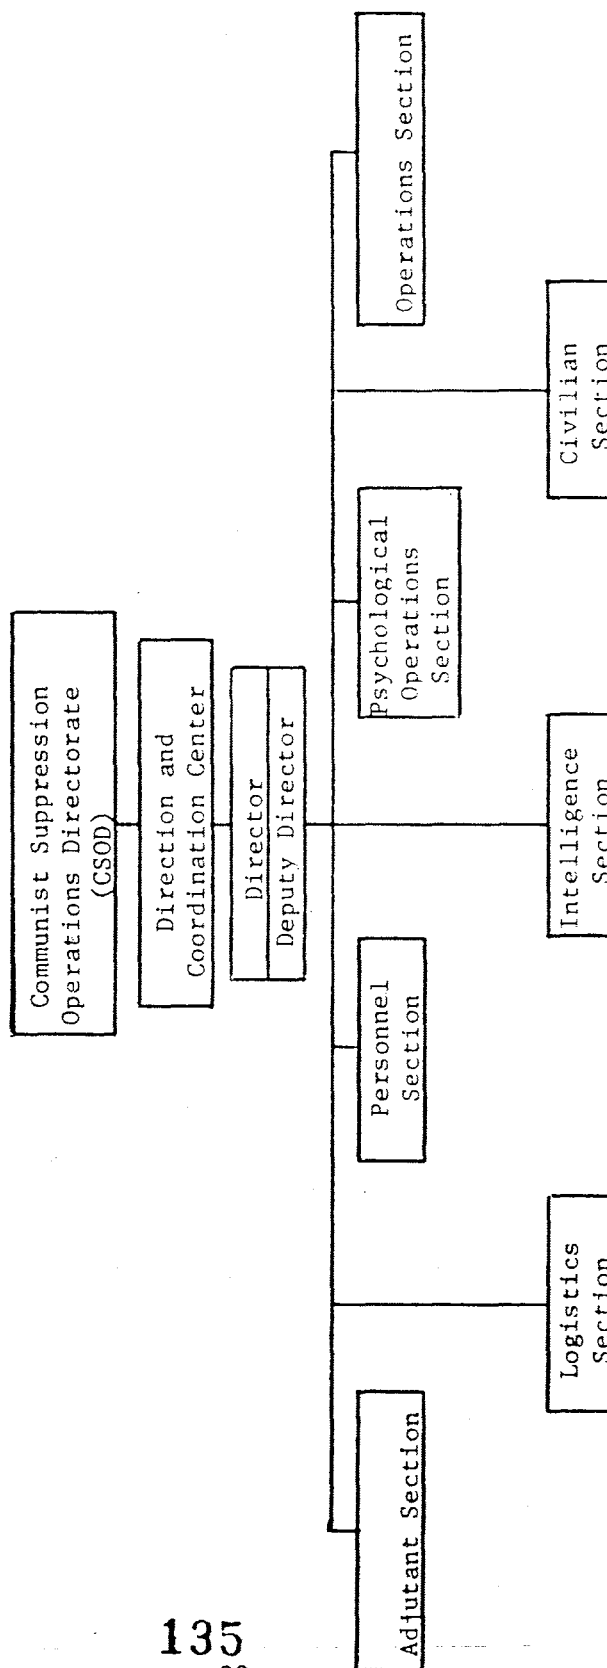 Communist Suppression
Operations Directorate
(CSOD)
Direction and
Coordination Center
Director
Deputy Director
Adjutant Section
Personnel
Section
Psychological
Operations
Section
Operations Section
Logistics
Section
Intelligence
Section
Civilian
Section
135